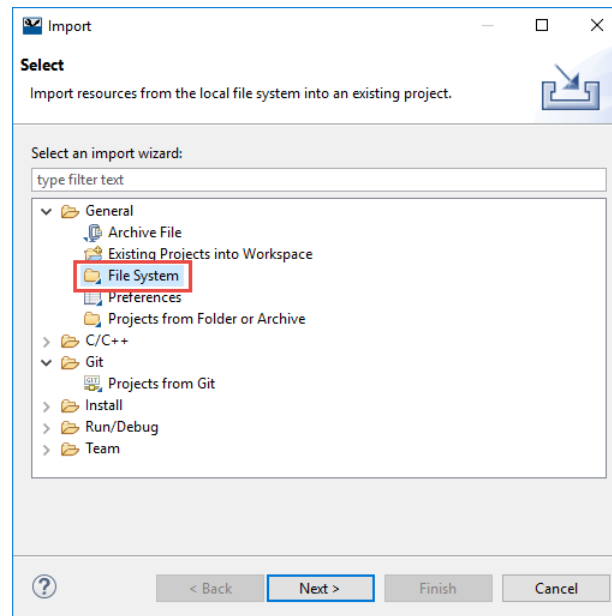 Import
Select
Import resources from the local file system into an existing project.
Select an import wizard:
type filter text
General
Archive File
Existing Projects into Workspace
File System
Preferences
Projects from Folder or Archive
C/C++
Git
GIT
Projects from Git
Install
Run/Debug
Team
? < Back Next > Finish Cancel